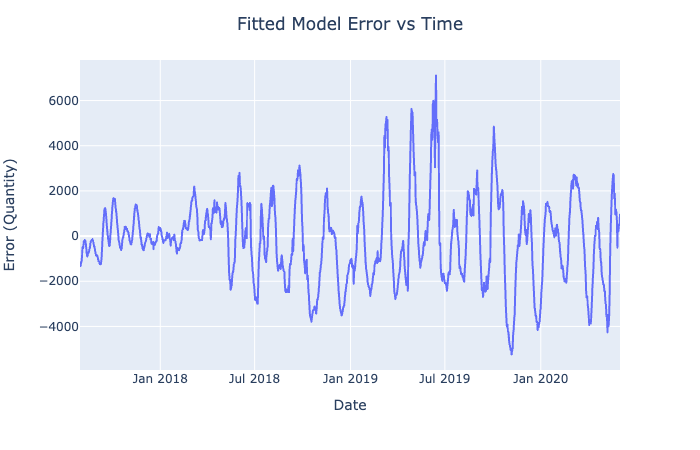 Fitted Model Error vs Time
Error (Quantity)
6000
4000
2000
0
−2000
−4000
Jan 2018
Jul 2018
Jan 2019
Jul 2019
Jan 2020
Date